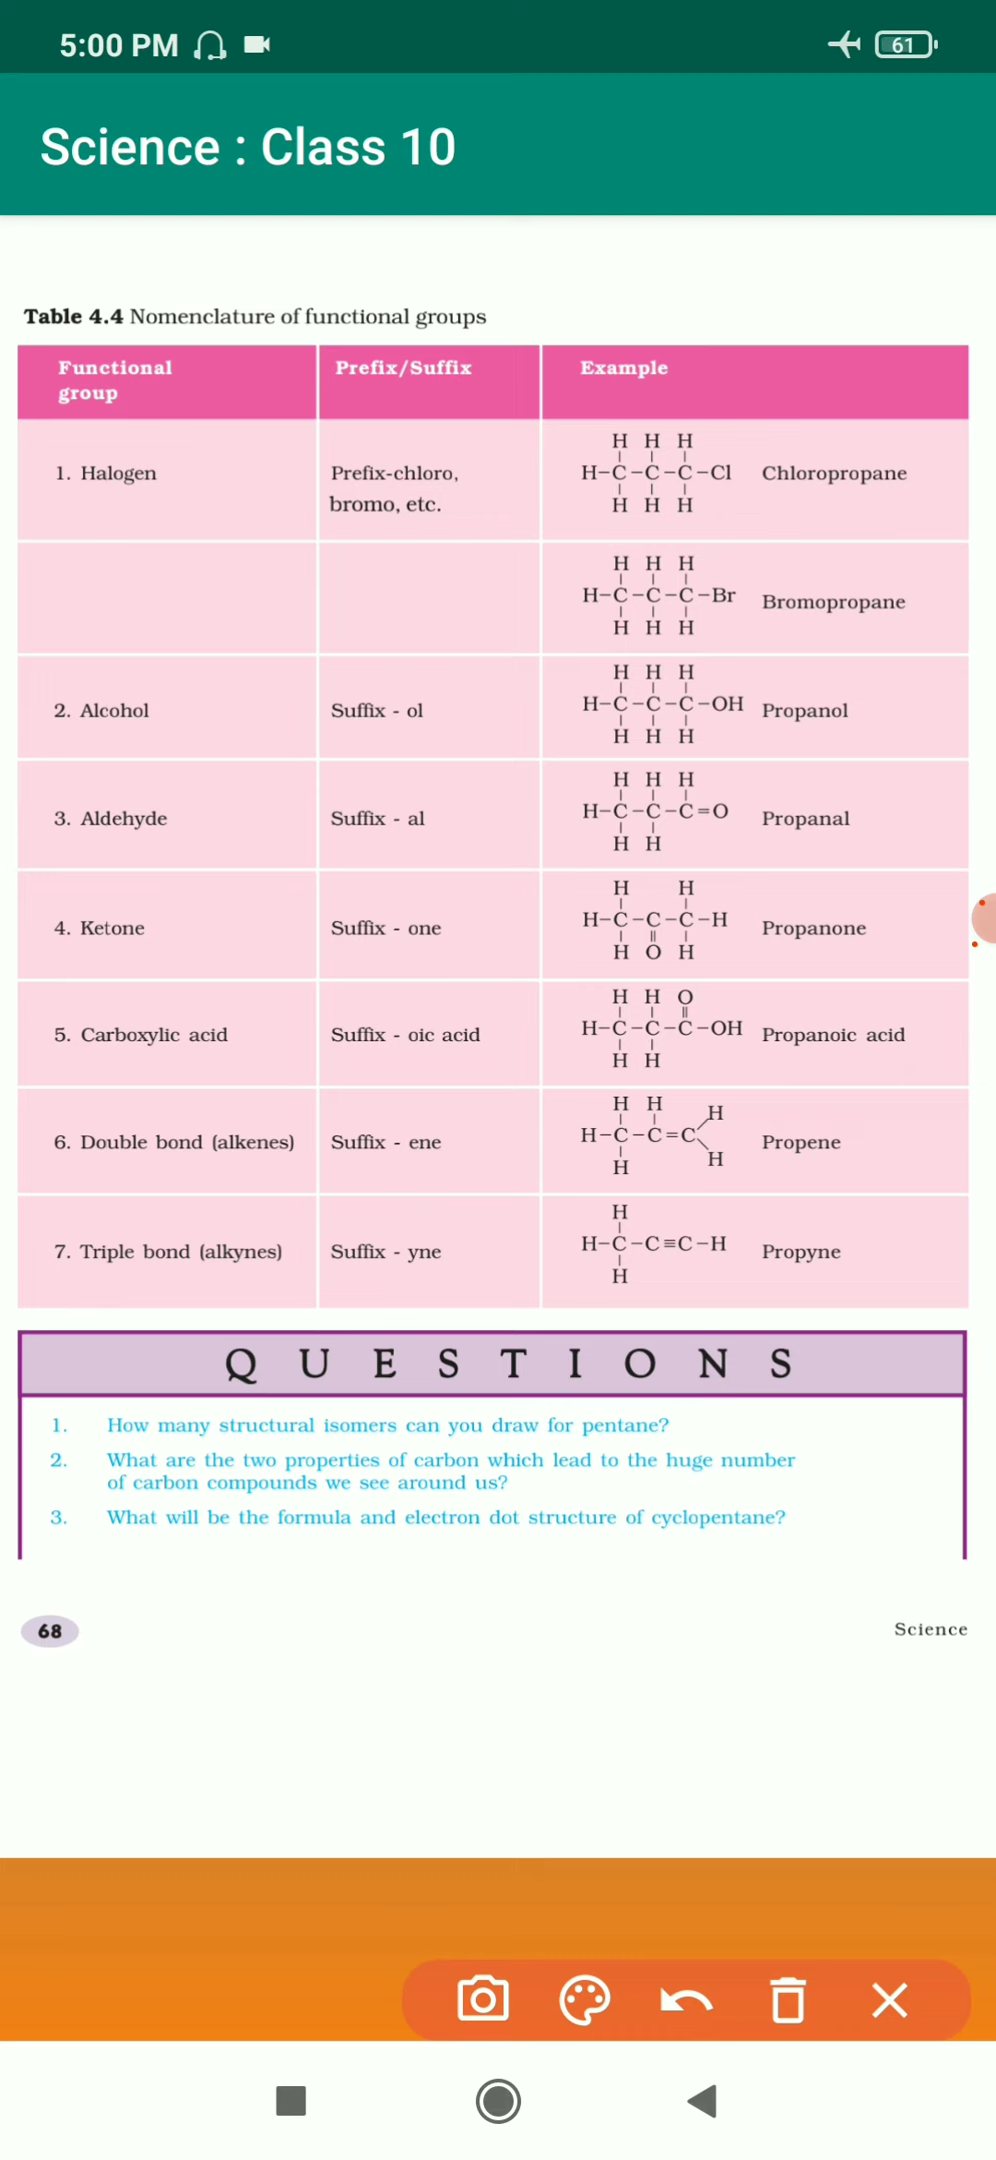 5:00 PM
61
Science : Class 10
Table 4.4 Nomenclature of functional groups
Functional group
Prefix/Suffix
Example
1. Halogen
Prefix-chloro,
bromo, etc.
H H H
H-C-C-C-Cl
H H H
Chloropropane
H H H
H-C-C-C-Br
H H H
Bromopropane
2. Alcohol
Suffix - ol
H H H
H-C-C-C-OH
H H H
Propanol
3. Aldehyde
Suffix - al
H H H
H-C-C-C=O
H H
Propanal
4. Ketone
Suffix - one
H H
H-C-C-C-H
H O H
Propanone
5. Carboxylic acid
Suffix - oic acid
H H O
H-C-C-C-OH
H H
Propanoic acid
6. Double bond (alkenes)
Suffix - ene
H H H
H-C-C=C
H H
Propene
7. Triple bond (alkynes)
Suffix - yne
H
H-C-C≡C-H
H
Propyne
QUESTIONS
1. How many structural isomers can you draw for pentane?
2. What are the two properties of carbon which lead to the huge number
of carbon compounds we see around us?
3. What will be the formula and electron dot structure of cyclopentane?
68
Science